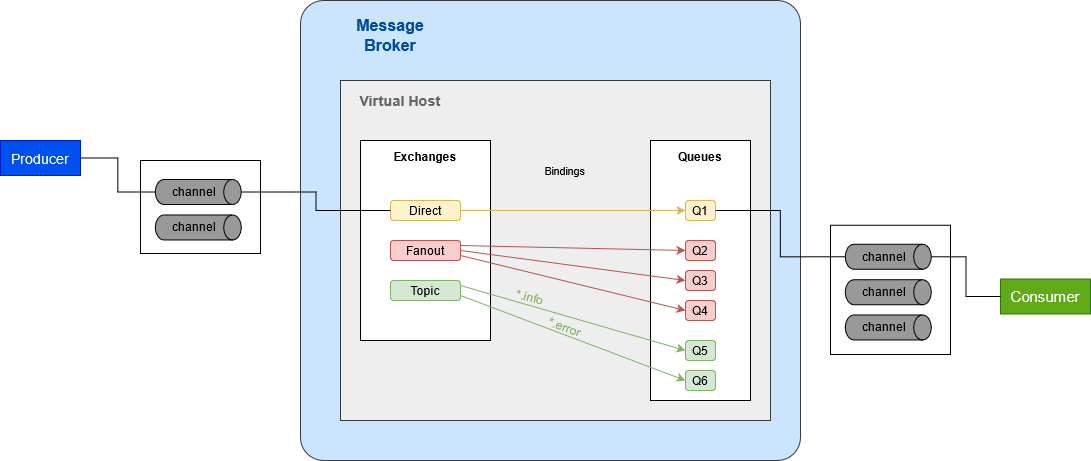 Message
Broker
Virtual Host
Producer
channel
channel
Exchanges
Direct
Fanout
Topic
Bindings
*.info
*.error
Queues
Q1
Q2
Q3
Q4
Q5
Q6
channel
channel
channel
Consumer